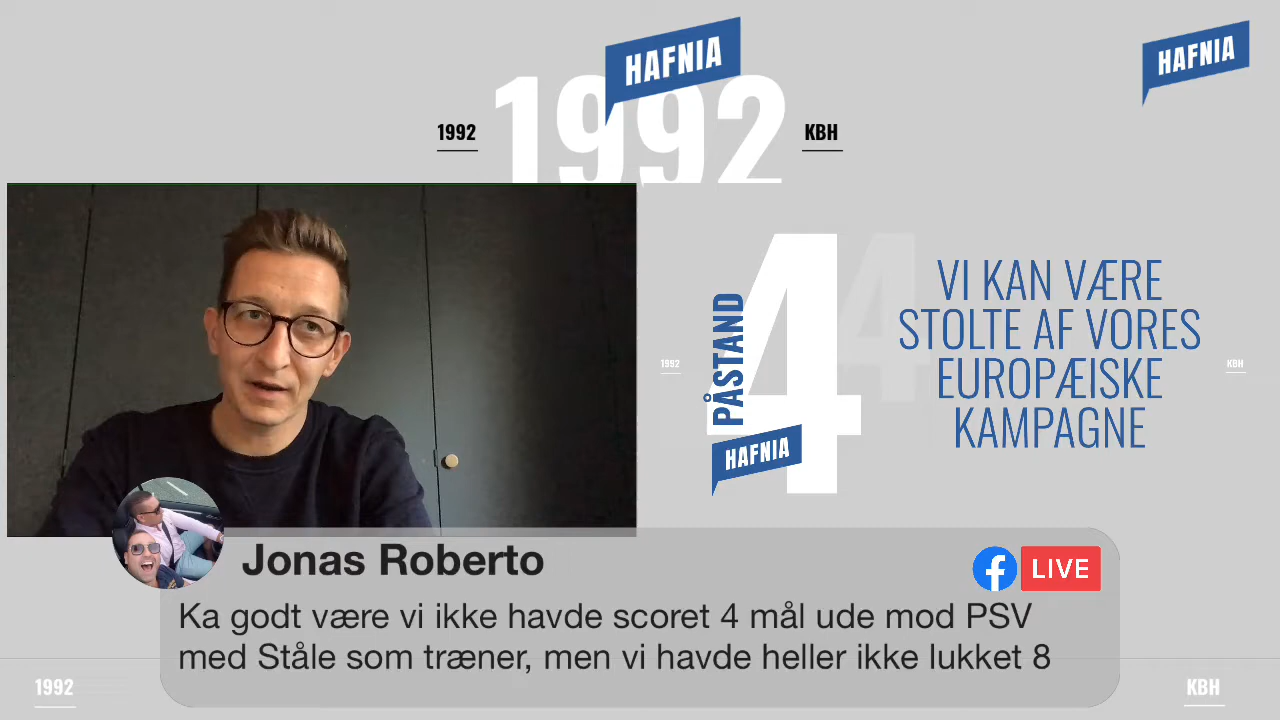 HAFNIA
HAFNIA
1992
1992
KBH
1992
PÅSTAND
4
HAFNIA
VI KAN VÆRE
STOLTE AF VORES
EUROPÆISKE
KAMPAGNE
KBH
Jonas Roberto
LIVE
Ka godt være vi ikke havde scoret 4 mål ude mod PSV
med Ståle som træner, men vi havde heller ikke lukket 8
1992
KBH